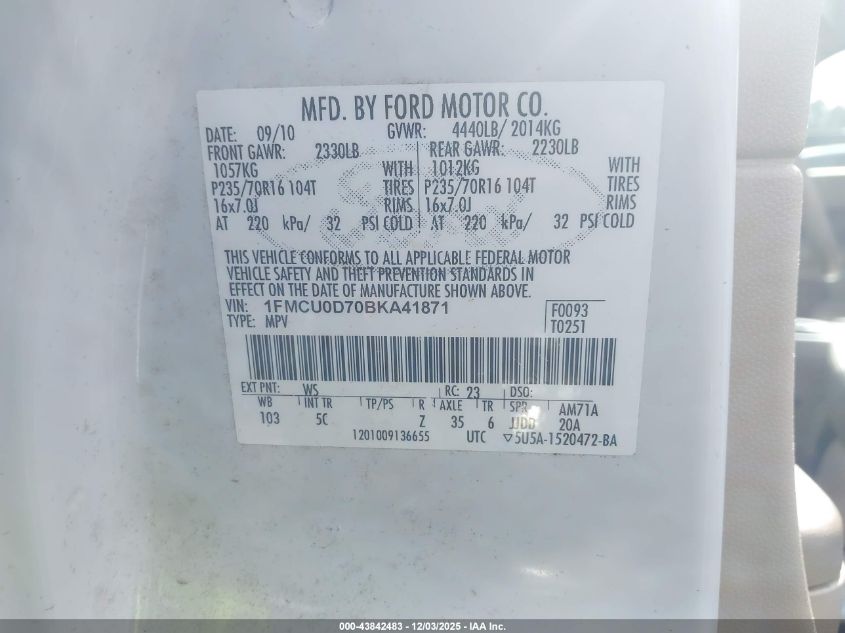 MFD. BY FORD MOTOR CO.
DATE: 09/10 GVWR: 4440LB/ 2014KG
FRONT GAWR: 2330LB REAR GAWR: 2230LB
1057KG WITH 1012KG WITH
P235/70R16 104T TIRES P235/70R16 104T TIRES
16x7.0J RIMS 16x7.0J RIMS
AT 220 kPa/ 32 PSI COLD AT 220 kPa/ 32 PSI COLD
THIS VEHICLE CONFORMS TO ALL APPLICABLE FEDERAL MOTOR
VEHICLE SAFETY AND THEFT PREVENTION STANDARDS IN
EFFECT ON THE DATE OF MANUFACTURE SHOWN ABOVE.
VIN: 1FMCU0D70BKA41871 F0093
TYPE: MPV T0251
EXT PNT: WS RC: 23 DSO:
WB INT TR TP/PS R AXLE TR SPR AM71A
103 5C Z 35 6 JJDD 20A
1201009136655 UTC ▽5U5A-1520472-BA
000-43842483 - 12/03/2025 - IAA Inc.